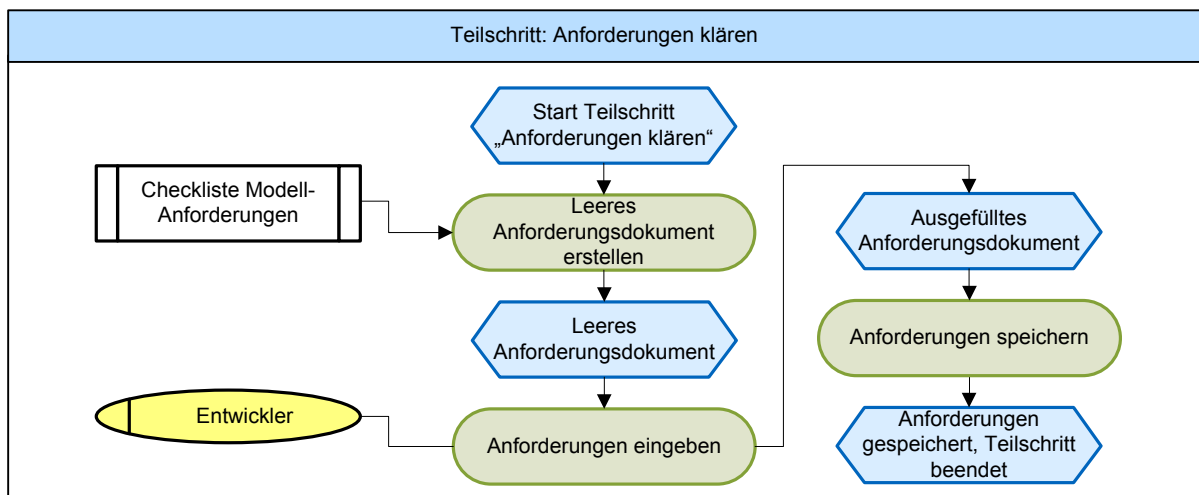 Teilschritt: Anforderungen klären
Start Teilschritt
„Anforderungen klären“
Checkliste Modell-
Anforderungen
Leeres
Anforderungsdokument
erstellen
Leeres
Anforderungsdokument
Entwickler
Anforderungen eingeben
Ausgefülltes
Anforderungsdokument
Anforderungen speichern
Anforderungen
gespeichert, Teilschritt
beendet